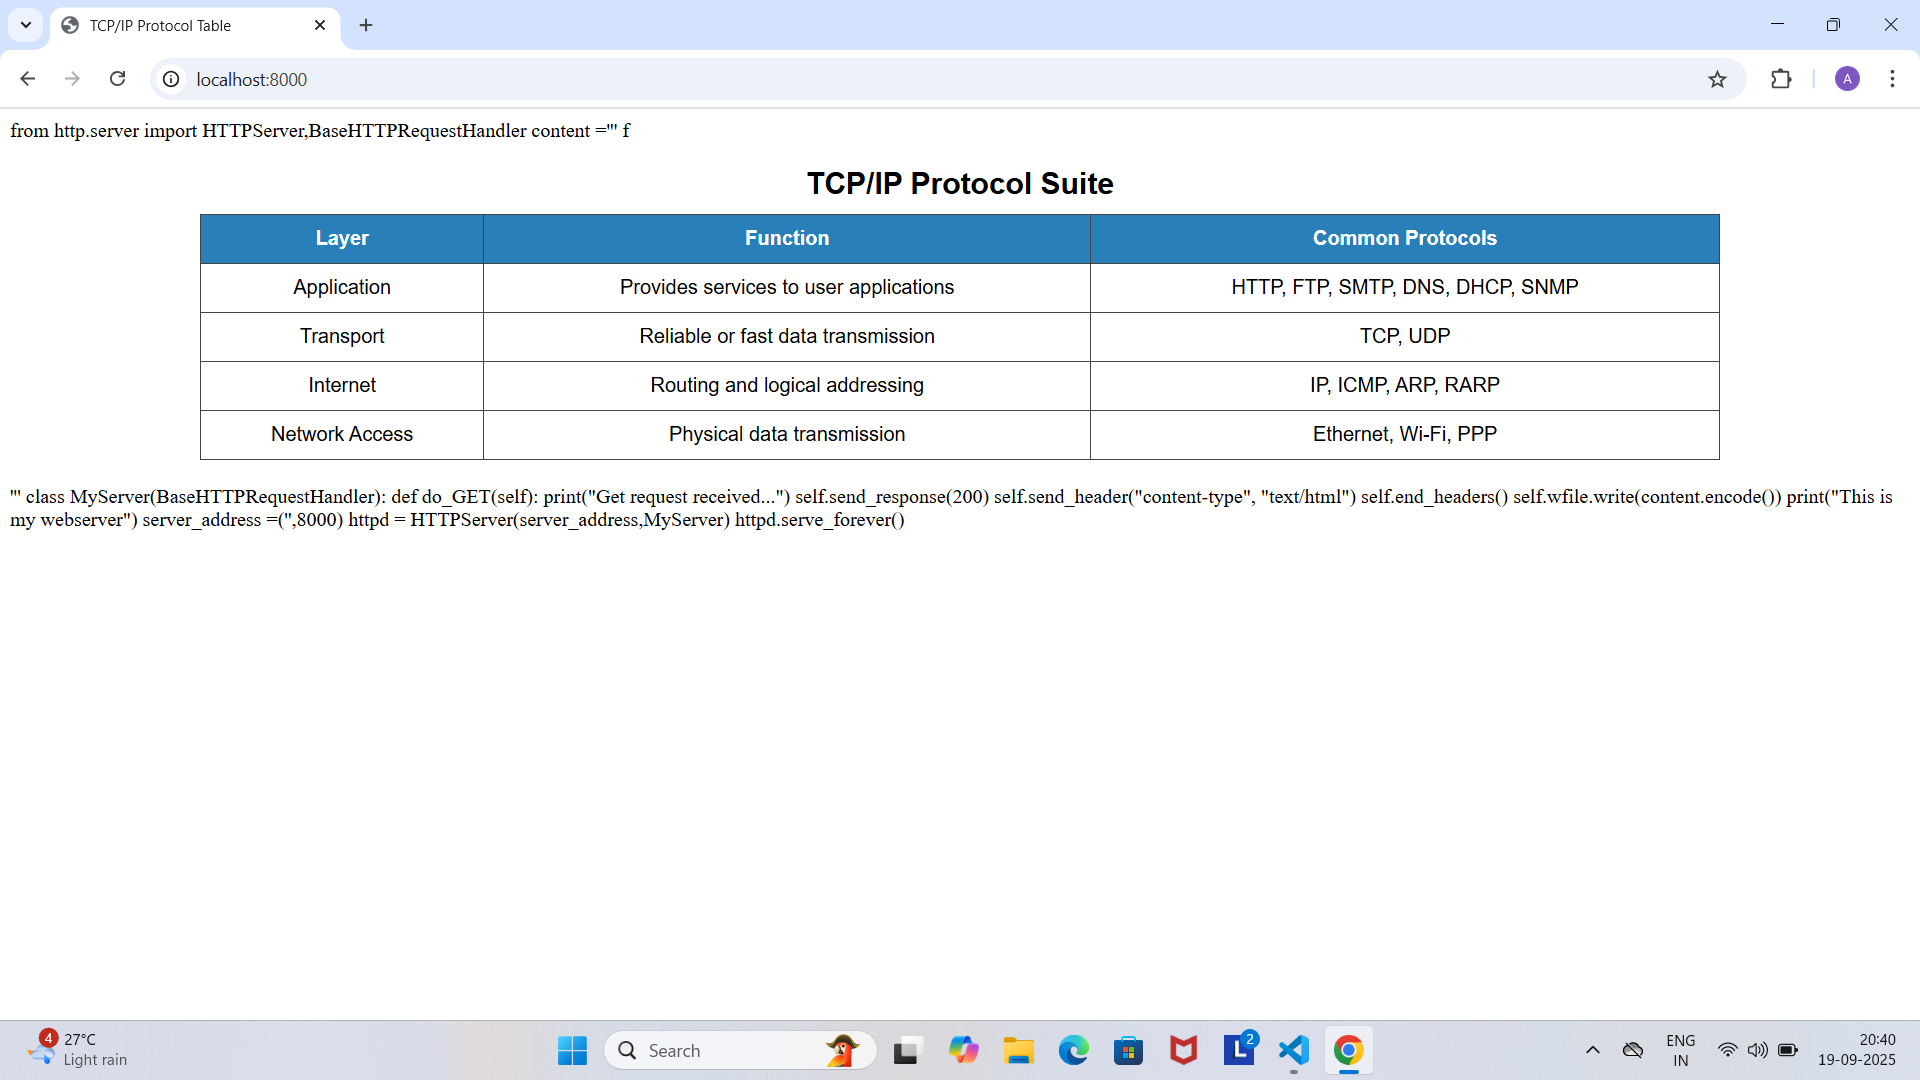 TCP/IP Protocol Table
localhost:8000
A
from http.server import HTTPServer,BaseHTTPRequestHandler content =''' f
TCP/IP Protocol Suite
Layer Function Common Protocols
Application Provides services to user applications HTTP, FTP, SMTP, DNS, DHCP, SNMP
Transport Reliable or fast data transmission TCP, UDP
Internet Routing and logical addressing IP, ICMP, ARP, RARP
Network Access Physical data transmission Ethernet, Wi-Fi, PPP
''' class MyServer(BaseHTTPRequestHandler): def do_GET(self): print("Get request received...") self.send_response(200) self.send_header("content-type", "text/html") self.end_headers() self.wfile.write(content.encode()) print("This is
my webserver") server_address =('',8000) httpd = HTTPServer(server_address,MyServer) httpd.serve_forever()
4 27°C
Light rain
Search
L 2
ENG
IN
20:40
19-09-2025